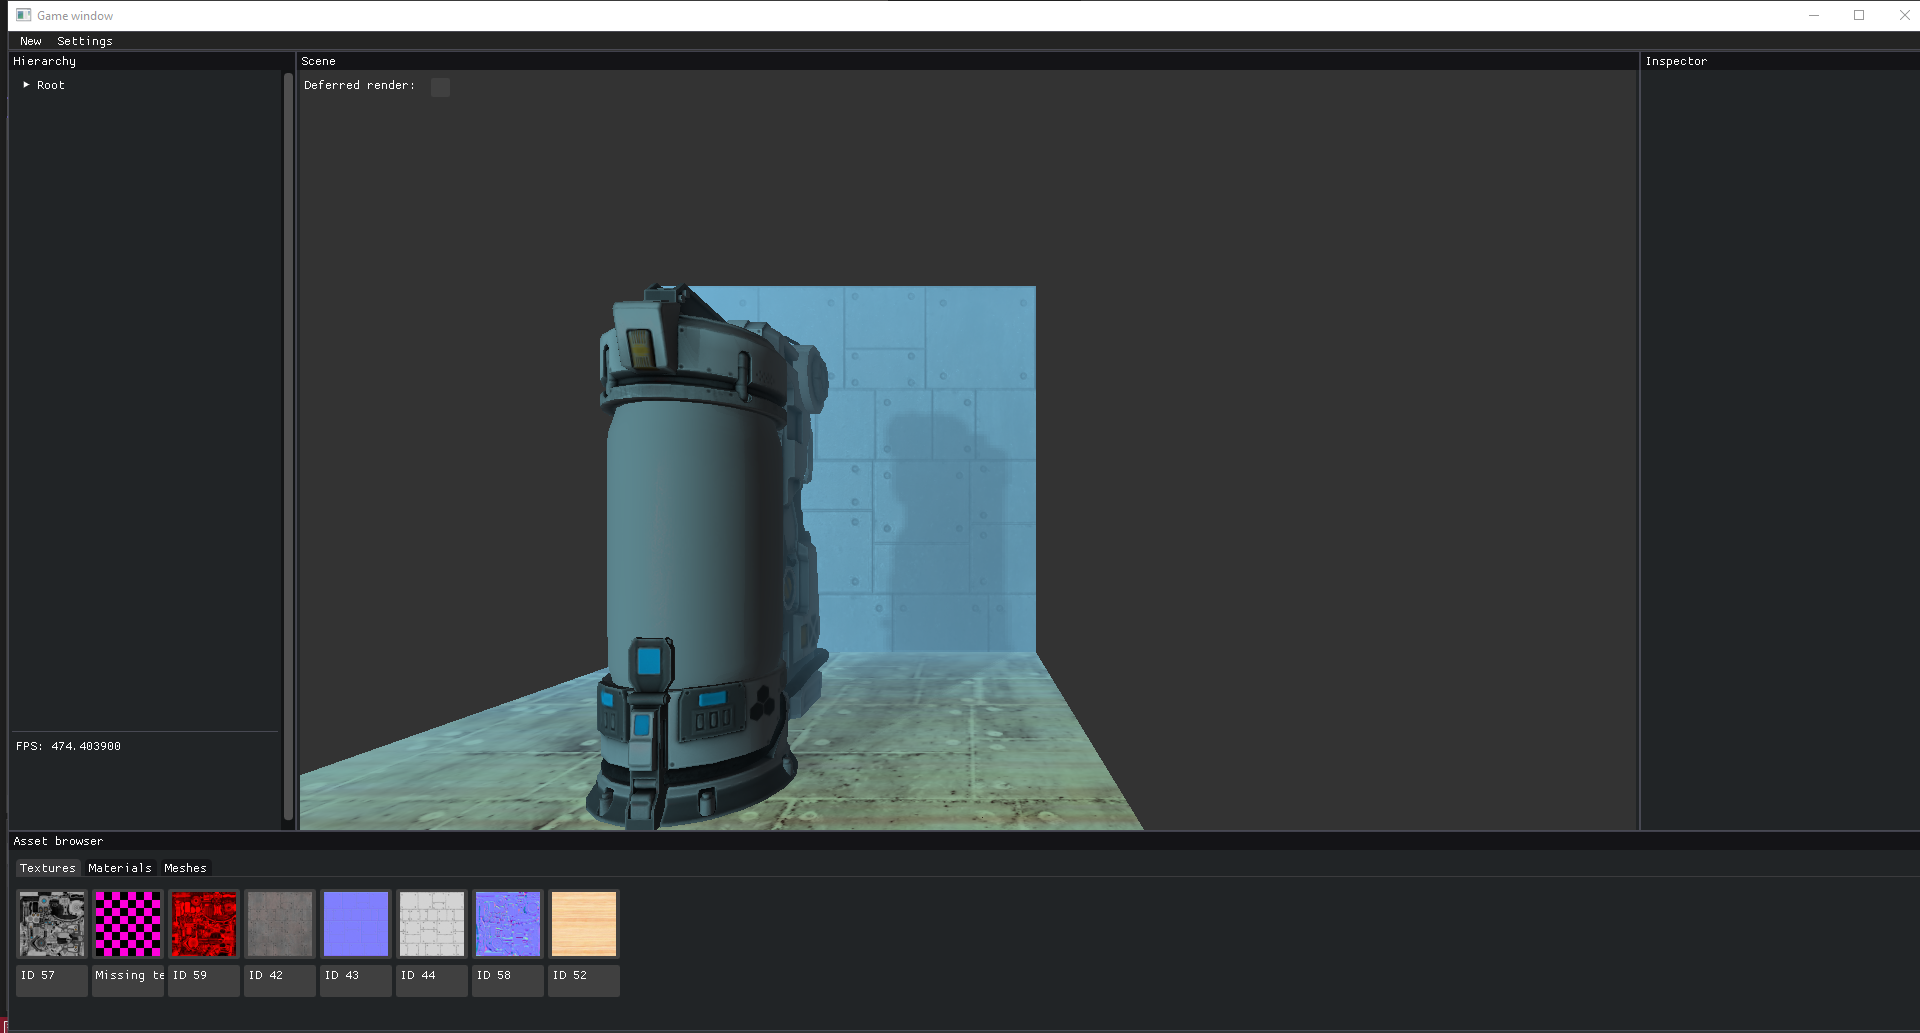 Game window
New Settings
Hierarchy
Root
FPS: 474.403900
Scene
Deferred render:
Inspector
Asset browser
Textures Materials Meshes
ID 57 Missing te ID 59 ID 42 ID 43 ID 44 ID 58 ID 52